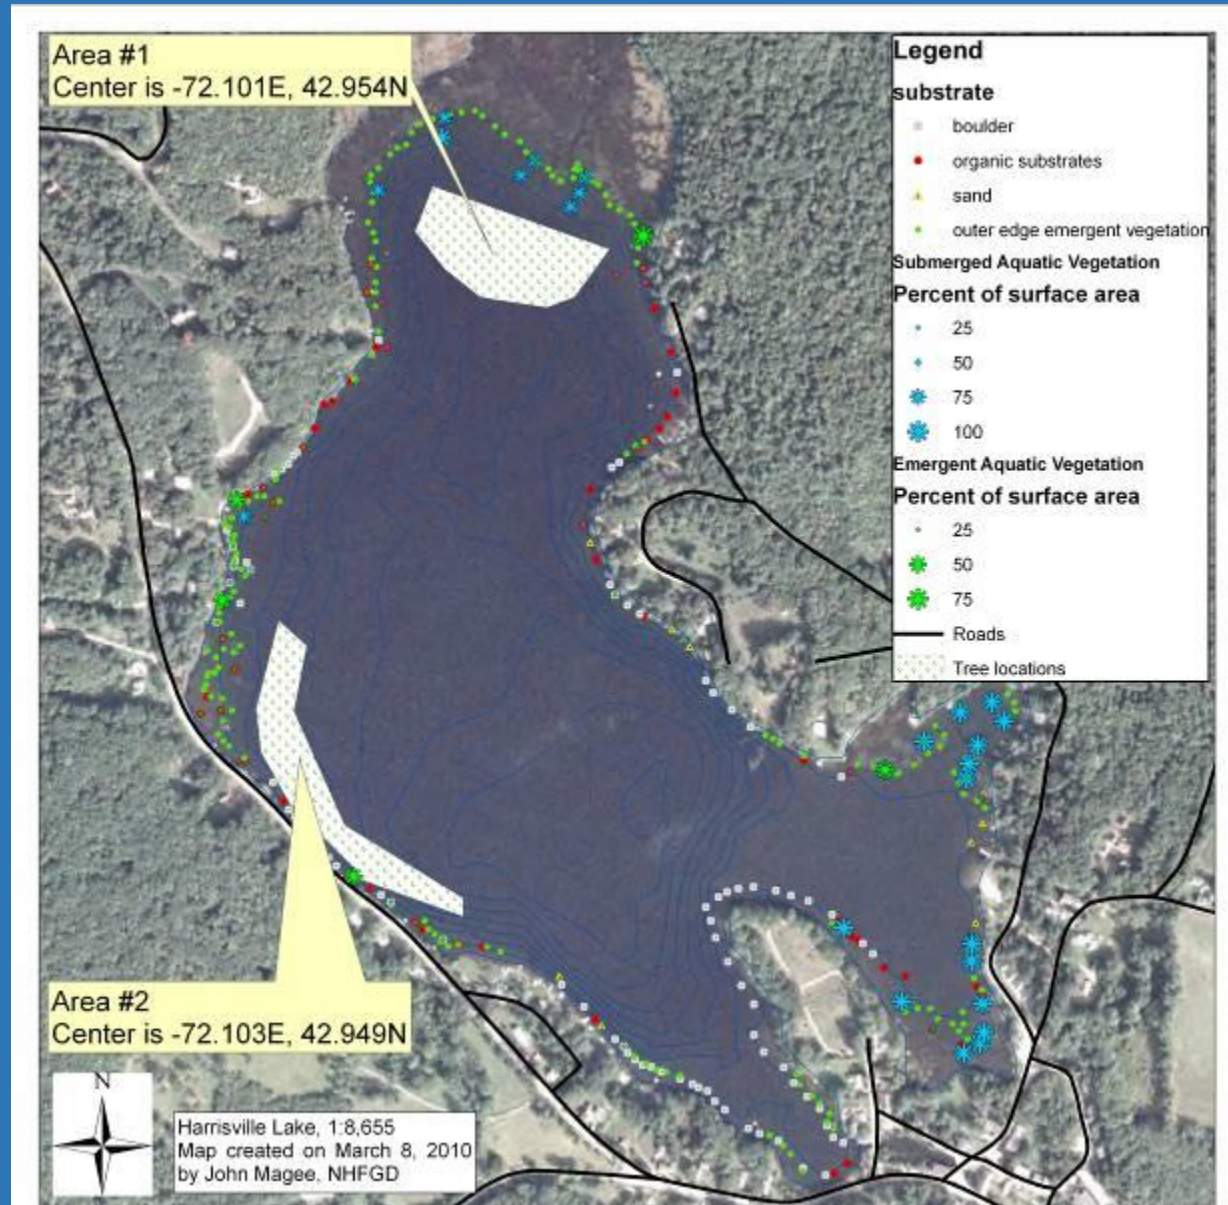 Area #1
Center is -72.101E, 42.954N
Legend
substrate
boulder
organic substrates
sand
outer edge emergent vegetation
Submerged Aquatic Vegetation
Percent of surface area
25
50
75
100
Emergent Aquatic Vegetation
Percent of surface area
25
50
75
Roads
Tree locations
Area #2
Center is -72.103E, 42.949N
N
Harrisville Lake, 1:8,655
Map created on March 8, 2010
by John Magee, NHFGD